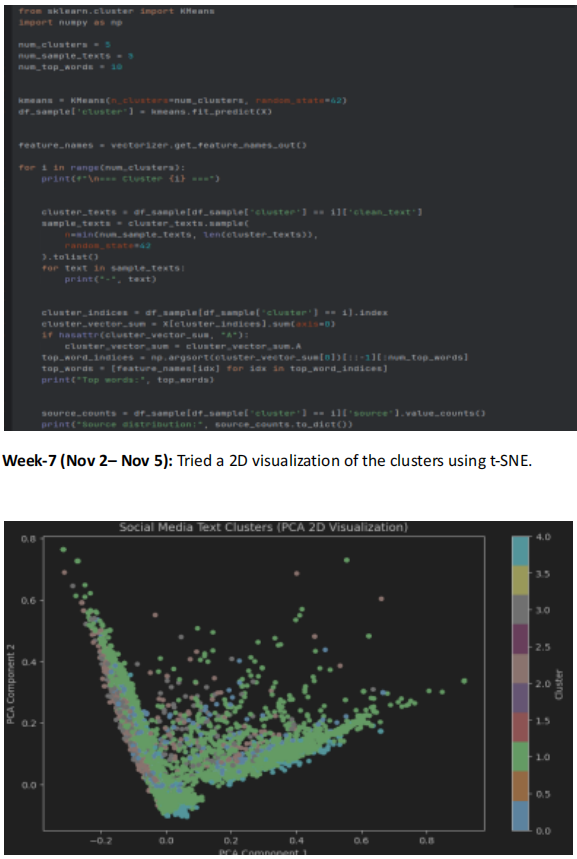 from sklearn.cluster import KMeans
import numpy as np
num_clusters = 5
num_sample_texts = 5
num_top_words = 10
kmeans = KMeans(n_clusters=num_clusters, random_state=42)
df_sample['cluster'] = kmeans.fit_predict(X)
feature_names = vectorizer.get_feature_names_out()
for i in range(num_clusters):
    print(f"\n=== Cluster {i} ===")
    cluster_texts = df_sample[df_sample['cluster'] == i]['clean_text']
    sample_texts = cluster_texts.sample(
        n=min(num_sample_texts, len(cluster_texts)),
        random_state=42
    ).tolist()
    for text in sample_texts:
        print("-", text)
    cluster_indices = df_sample[df_sample['cluster'] == i].index
    cluster_vector_sum = X[cluster_indices].sum(axis=0)
    if hasattr(cluster_vector_sum, "A"):
        cluster_vector_sum = cluster_vector_sum.A
    top_word_indices = np.argsort(cluster_vector_sum[0])[::-1][:num_top_words]
    top_words = [feature_names[idx] for idx in top_word_indices]
    print("Top words:", top_words)
    source_counts = df_sample[df_sample['cluster'] == i]['source'].value_counts()
    print("Source distribution:", source_counts.to_dict())
Week-7 (Nov 2– Nov 5): Tried a 2D visualization of the clusters using t-SNE.
Social Media Text Clusters (PCA 2D Visualization)
0.8
0.6
0.4
0.2
0.0
PCA Component 2
−0.2
0.0
0.2
0.4
0.6
0.8
PCA Component 1
4.0
3.5
3.0
2.5
2.0
1.5
1.0
0.5
0.0
Cluster